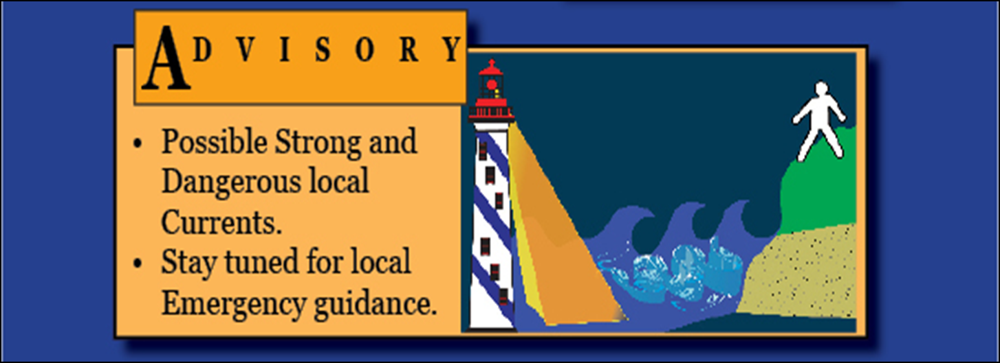 ADVISORY
• Possible Strong and
Dangerous local
Currents.
• Stay tuned for local
Emergency guidance.